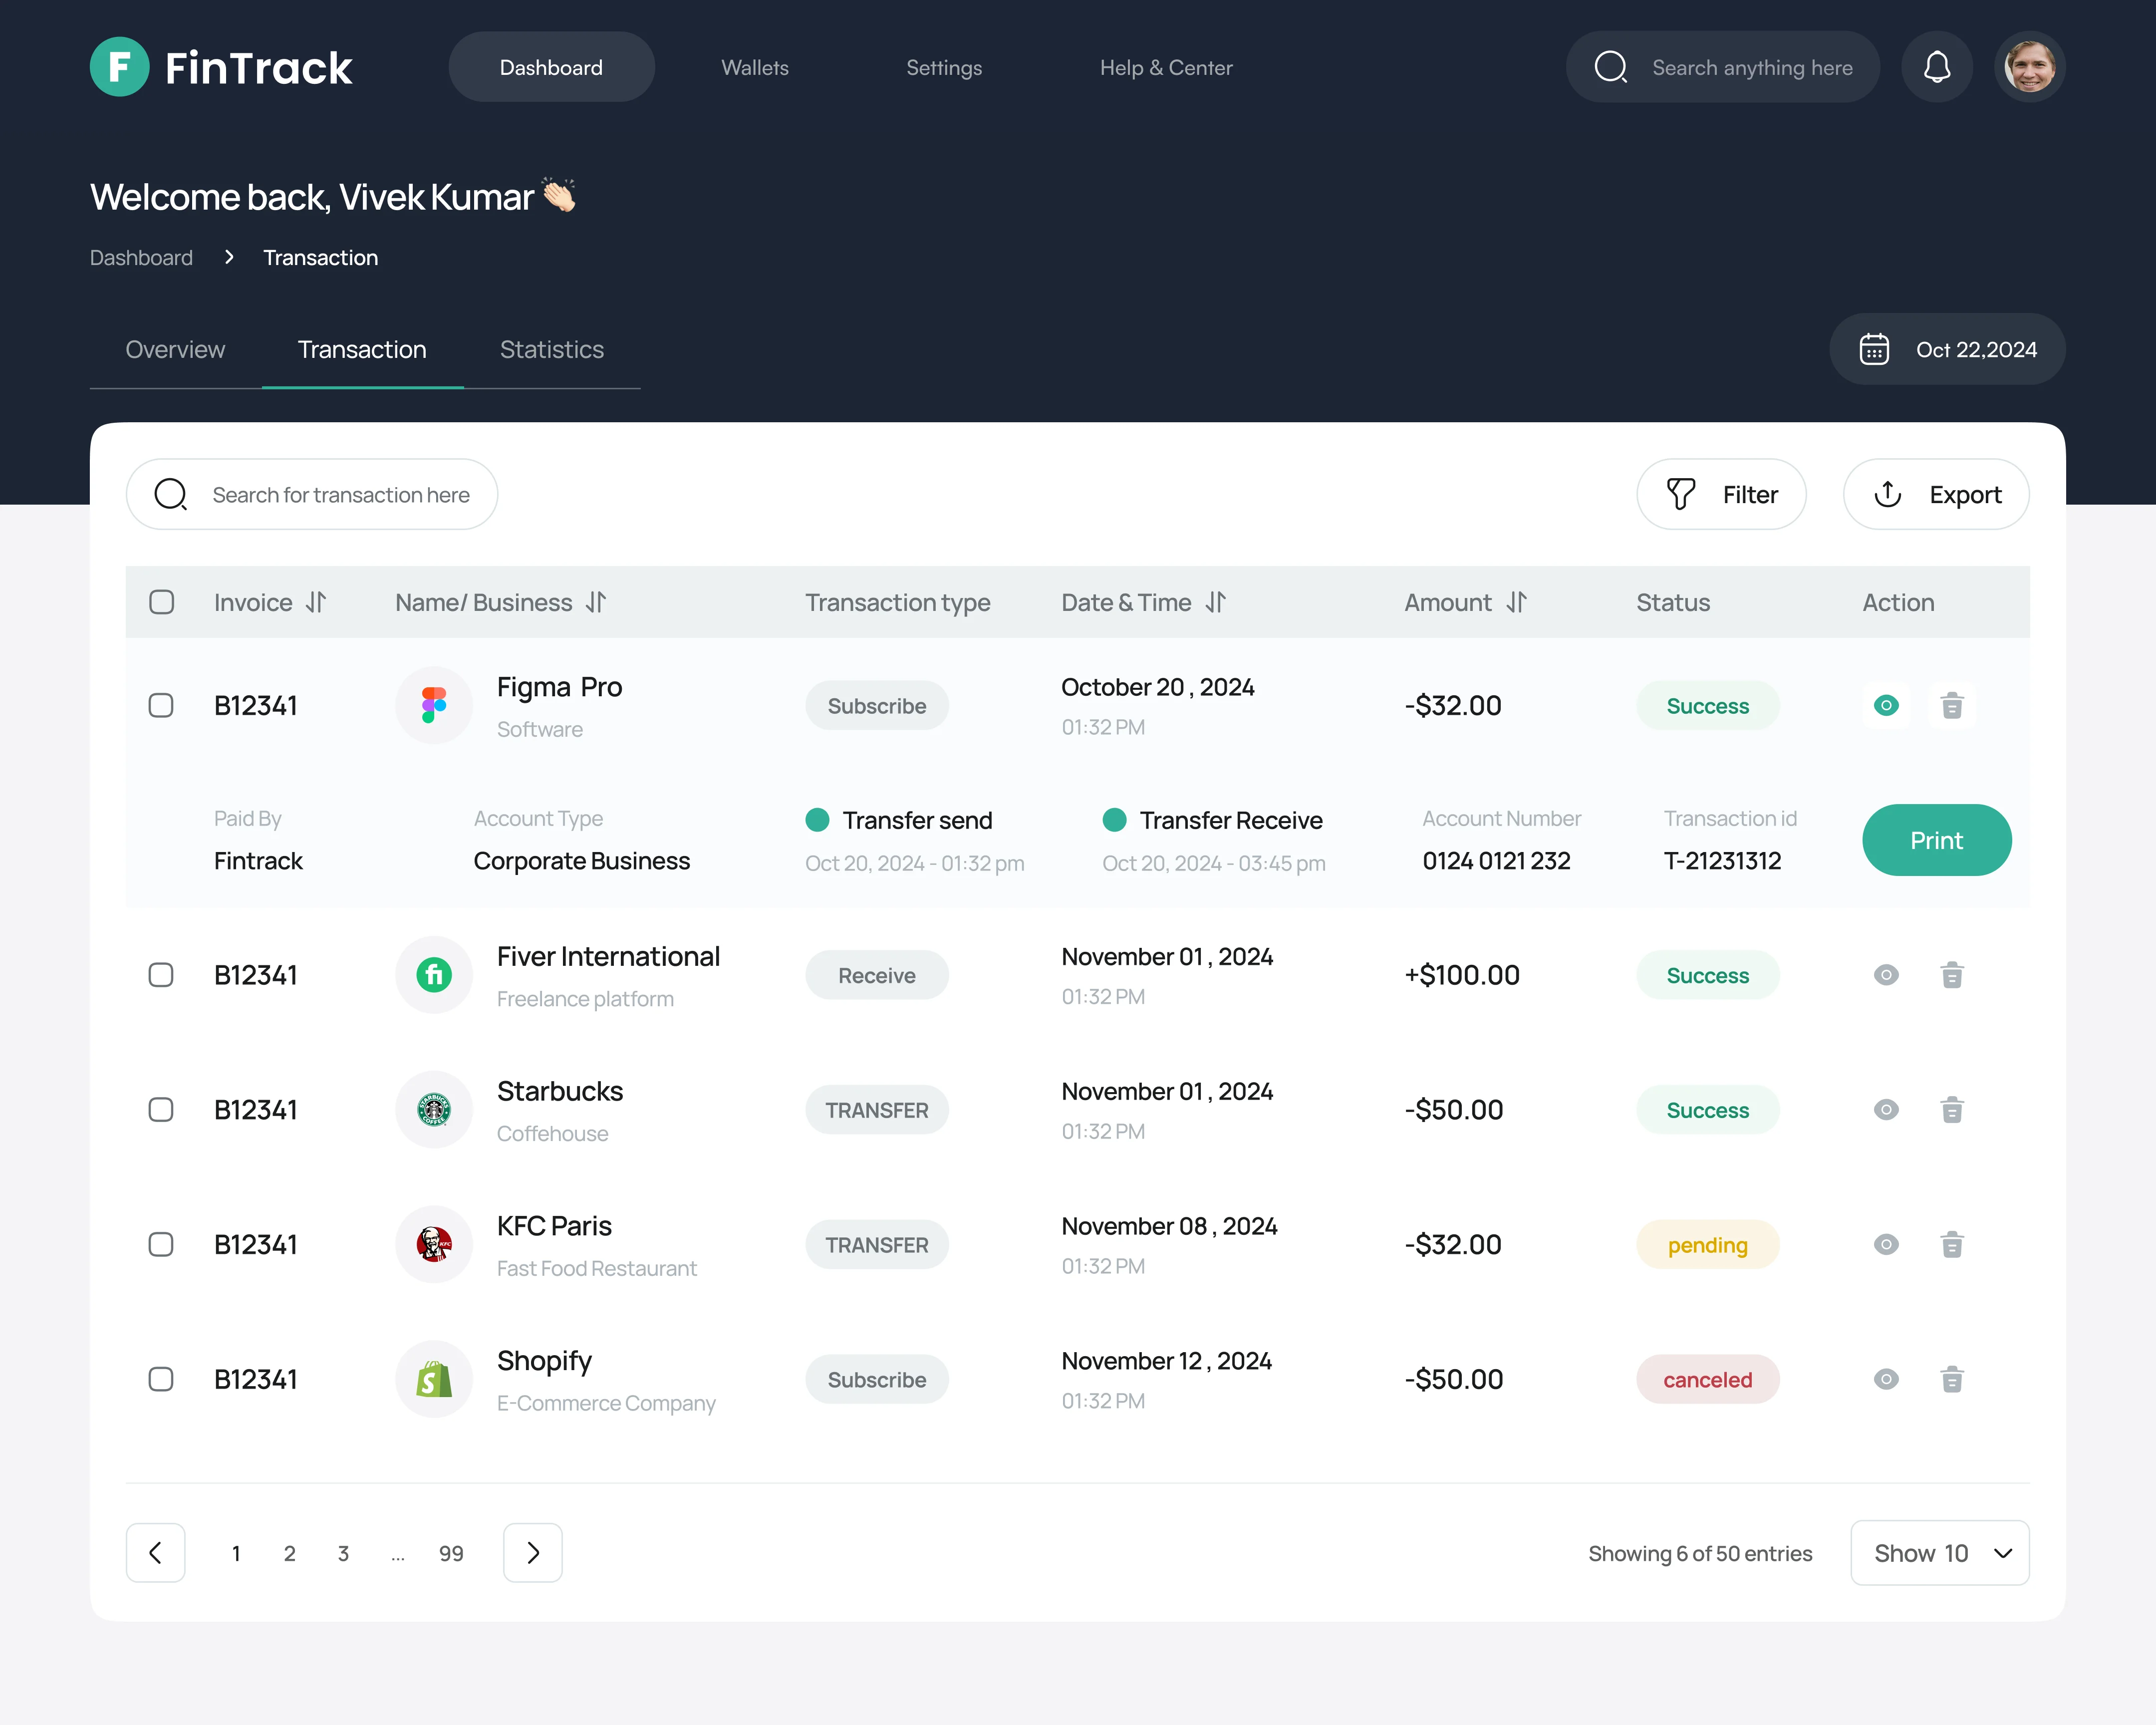 F FinTrack
Dashboard
Wallets
Settings
Help & Center
Search anything here
Welcome back, Vivek Kumar
Dashboard
Transaction
Overview
Transaction
Statistics
Oct 22,2024
Search for transaction here
Filter
Export
Invoice
Name/ Business
Transaction type
Date & Time
Amount
Status
Action
B12341
Figma Pro
Software
Subscribe
October 20 , 2024
01:32 PM
-$32.00
Success
Paid By
Fintrack
Account Type
Corporate Business
Transfer send
Oct 20, 2024 - 01:32 pm
Transfer Receive
Oct 20, 2024 - 03:45 pm
Account Number
0124 0121 232
Transaction id
T-21231312
Print
B12341
fi
Fiver International
Freelance platform
Receive
November 01 , 2024
01:32 PM
+$100.00
Success
B12341
STARBUCKS
COFFEE
Starbucks
Coffehouse
TRANSFER
November 01 , 2024
01:32 PM
-$50.00
Success
B12341
KFC
KFC Paris
Fast Food Restaurant
TRANSFER
November 08 , 2024
01:32 PM
-$32.00
pending
B12341
S
Shopify
E-Commerce Company
Subscribe
November 12 , 2024
01:32 PM
-$50.00
canceled
1 2 3 ... 99
Showing 6 of 50 entries
Show 10